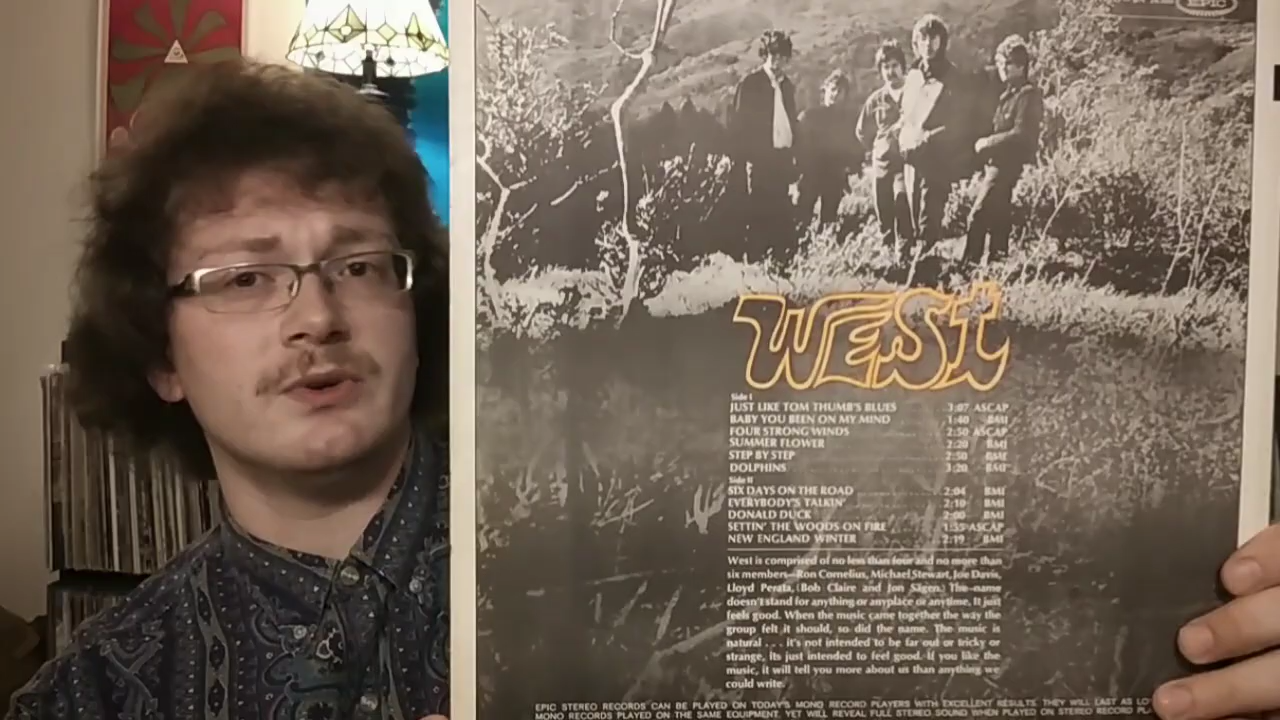 EPIC
WEST
Side I
JUST LIKE TOM THUMB'S BLUES 3:07 ASCAP
BABY YOU BEEN ON MY MIND 1:40 BMI
FOUR STRONG WINDS 2:50 ASCAP
SUMMER FLOWER 2:20 BMI
STEP BY STEP 2:50 BMI
DOLPHINS 3:20 BMI
Side II
SIX DAYS ON THE ROAD 2:04 BMI
EVERYBODY'S TALKIN' 2:10 BMI
DONALD DUCK BMI
SETTIN' THE WOODS ON FIRE 1:55 ASCAP
NEW ENGLAND WINTER 2:19 BMI
West is comprised of no less than four and no more than
six members—Ron Cornelius, Michael Stewart, Joe Davis,
Lloyd Perata, (Bob Claire and Jon Sagen.) The name
doesn't stand for anything or anyplace or anytime. It just
feels good. When the music came together the way the
group felt it should, so did the name. The music is
natural . . . it's not intended to be far out or tricky or
strange, its just intended to feel good. If you like the
music, it will tell you more about us than anything we
could write.
EPIC STEREO RECORDS CAN BE PLAYED ON TODAY'S MONO RECORD PLAYERS WITH EXCELLENT RESULTS. THEY WILL LAST AS LO
MONO RECORDS PLAYED ON THE SAME EQUIPMENT, YET WILL REVEAL FULL STEREO SOUND WHEN PLAYED ON STEREO RECORD PL